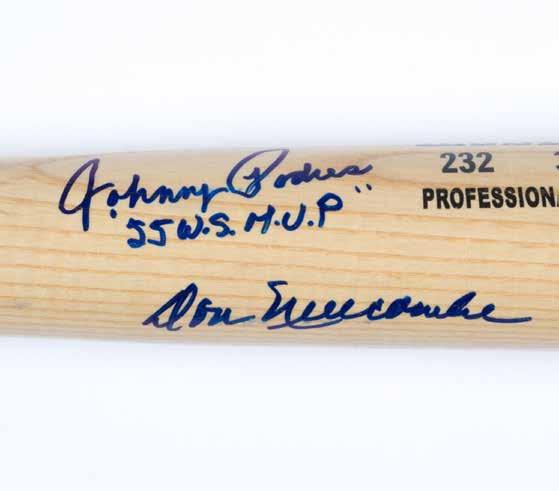 Johnny Podres
55 W.S. M.V.P"
Don Newcombe
232
PROFESSIONA